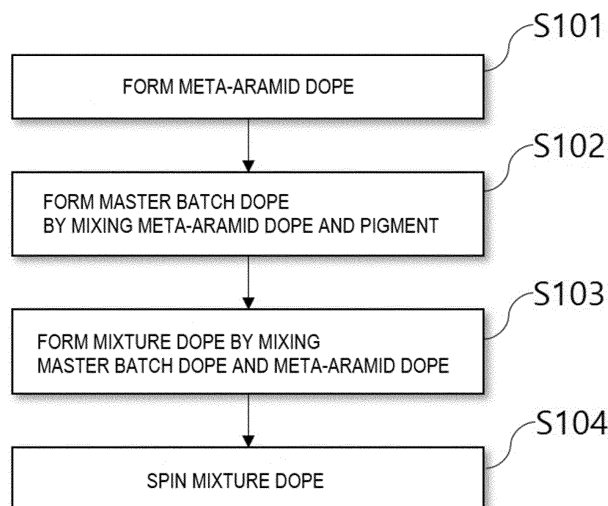 S101
FORM META-ARAMID DOPE
S102
FORM MASTER BATCH DOPE
BY MIXING META-ARAMID DOPE AND PIGMENT
S103
FORM MIXTURE DOPE BY MIXING
MASTER BATCH DOPE AND META-ARAMID DOPE
S104
SPIN MIXTURE DOPE